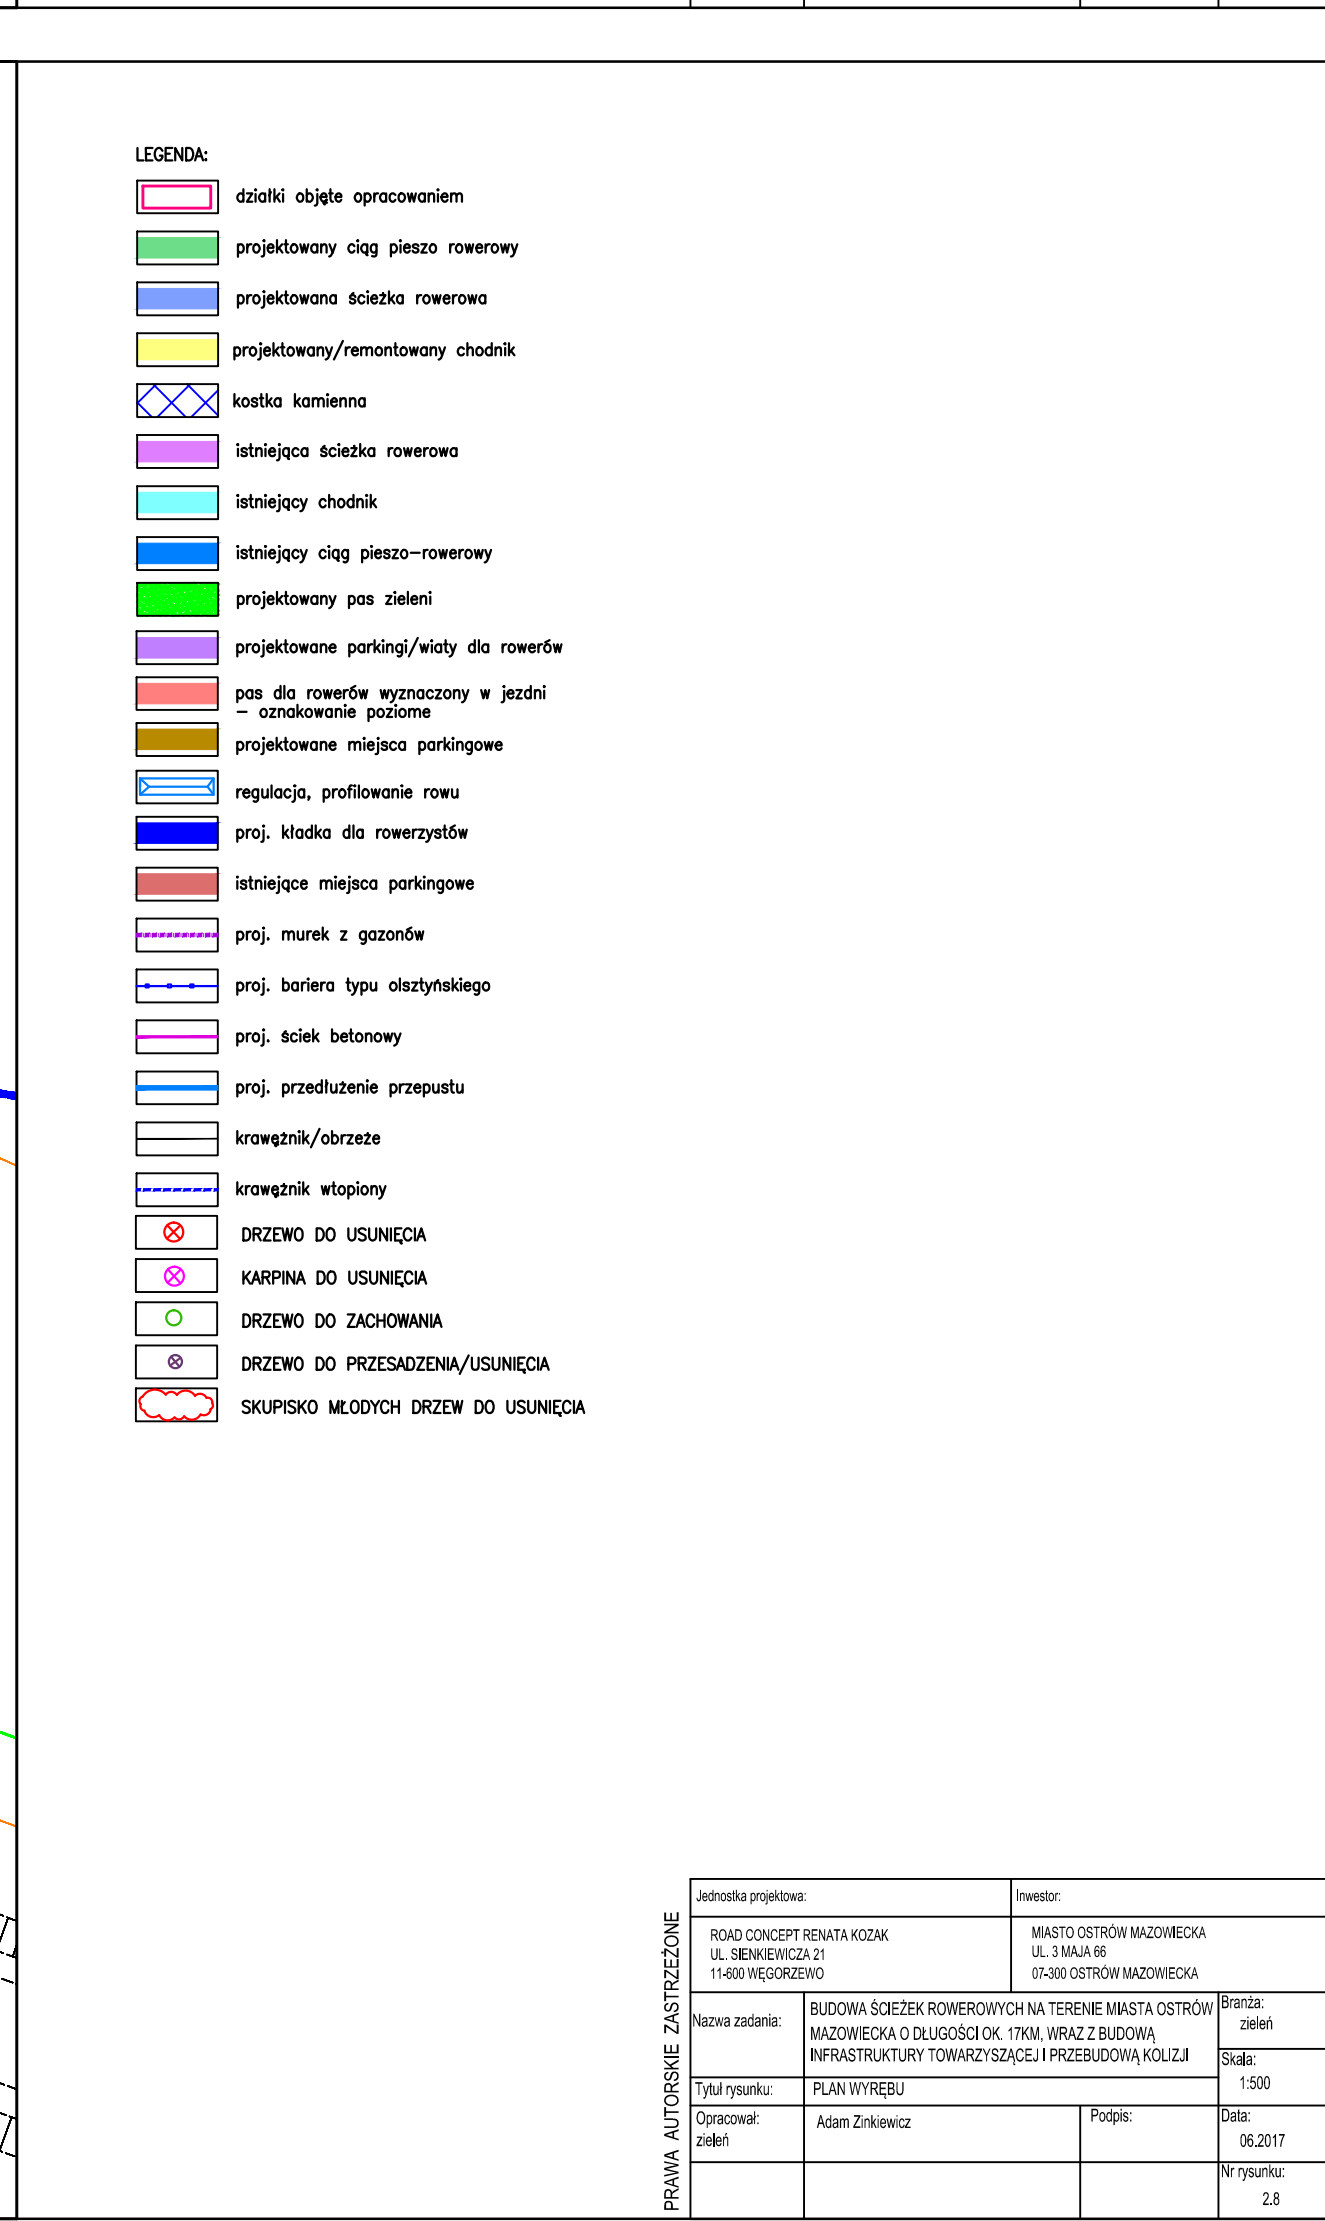 LEGENDA:
działki objęte opracowaniem
projektowany ciąg pieszo rowerowy
projektowana ścieżka rowerowa
projektowany/remontowany chodnik
kostka kamienna
istniejąca ścieżka rowerowa
istniejący chodnik
istniejący ciąg pieszo-rowerowy
projektowany pas zieleni
projektowane parkingi/wiaty dla rowerów
pas dla rowerów wyznaczony w jezdni
- oznakowanie poziome
projektowane miejsca parkingowe
regulacja, profilowanie rowu
proj. kładka dla rowerzystów
istniejące miejsca parkingowe
proj. murek z gazonów
proj. bariera typu olsztyńskiego
proj. ściek betonowy
proj. przedłużenie przepustu
krawężnik/obrzeże
krawężnik wtopiony
DRZEWO DO USUNIĘCIA
KARPINA DO USUNIĘCIA
DRZEWO DO ZACHOWANIA
DRZEWO DO PRZESADZENIA/USUNIĘCIA
SKUPISKO MŁODYCH DRZEW DO USUNIĘCIA
PRAWA AUTORSKIE ZASTRZEŻONE
Jednostka projektowa:
ROAD CONCEPT RENATA KOZAK
UL. SIENKIEWICZA 21
11-600 WĘGORZEWO
Inwestor:
MIASTO OSTRÓW MAZOWIECKA
UL. 3 MAJA 66
07-300 OSTRÓW MAZOWIECKA
Nazwa zadania:
BUDOWA ŚCIEŻEK ROWEROWYCH NA TERENIE MIASTA OSTRÓW
MAZOWIECKA O DŁUGOŚCI OK. 17KM, WRAZ Z BUDOWĄ
INFRASTRUKTURY TOWARZYSZĄCEJ I PRZEBUDOWĄ KOLIZJI
Branża:
zieleń
Skala:
1:500
Tytuł rysunku:
PLAN WYRĘBU
Opracował:
zieleń
Adam Zinkiewicz
Podpis:
Data:
06.2017
Nr rysunku:
2.8